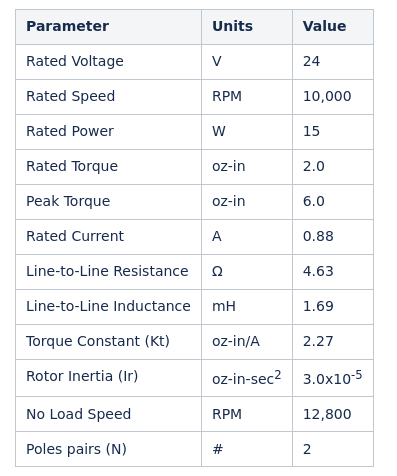 Parameter Units Value
Rated Voltage V 24
Rated Speed RPM 10,000
Rated Power W 15
Rated Torque oz-in 2.0
Peak Torque oz-in 6.0
Rated Current A 0.88
Line-to-Line Resistance Ω 4.63
Line-to-Line Inductance mH 1.69
Torque Constant (Kt) oz-in/A 2.27
Rotor Inertia (Ir) oz-in-sec² 3.0x10⁻⁵
No Load Speed RPM 12,800
Poles pairs (N) # 2